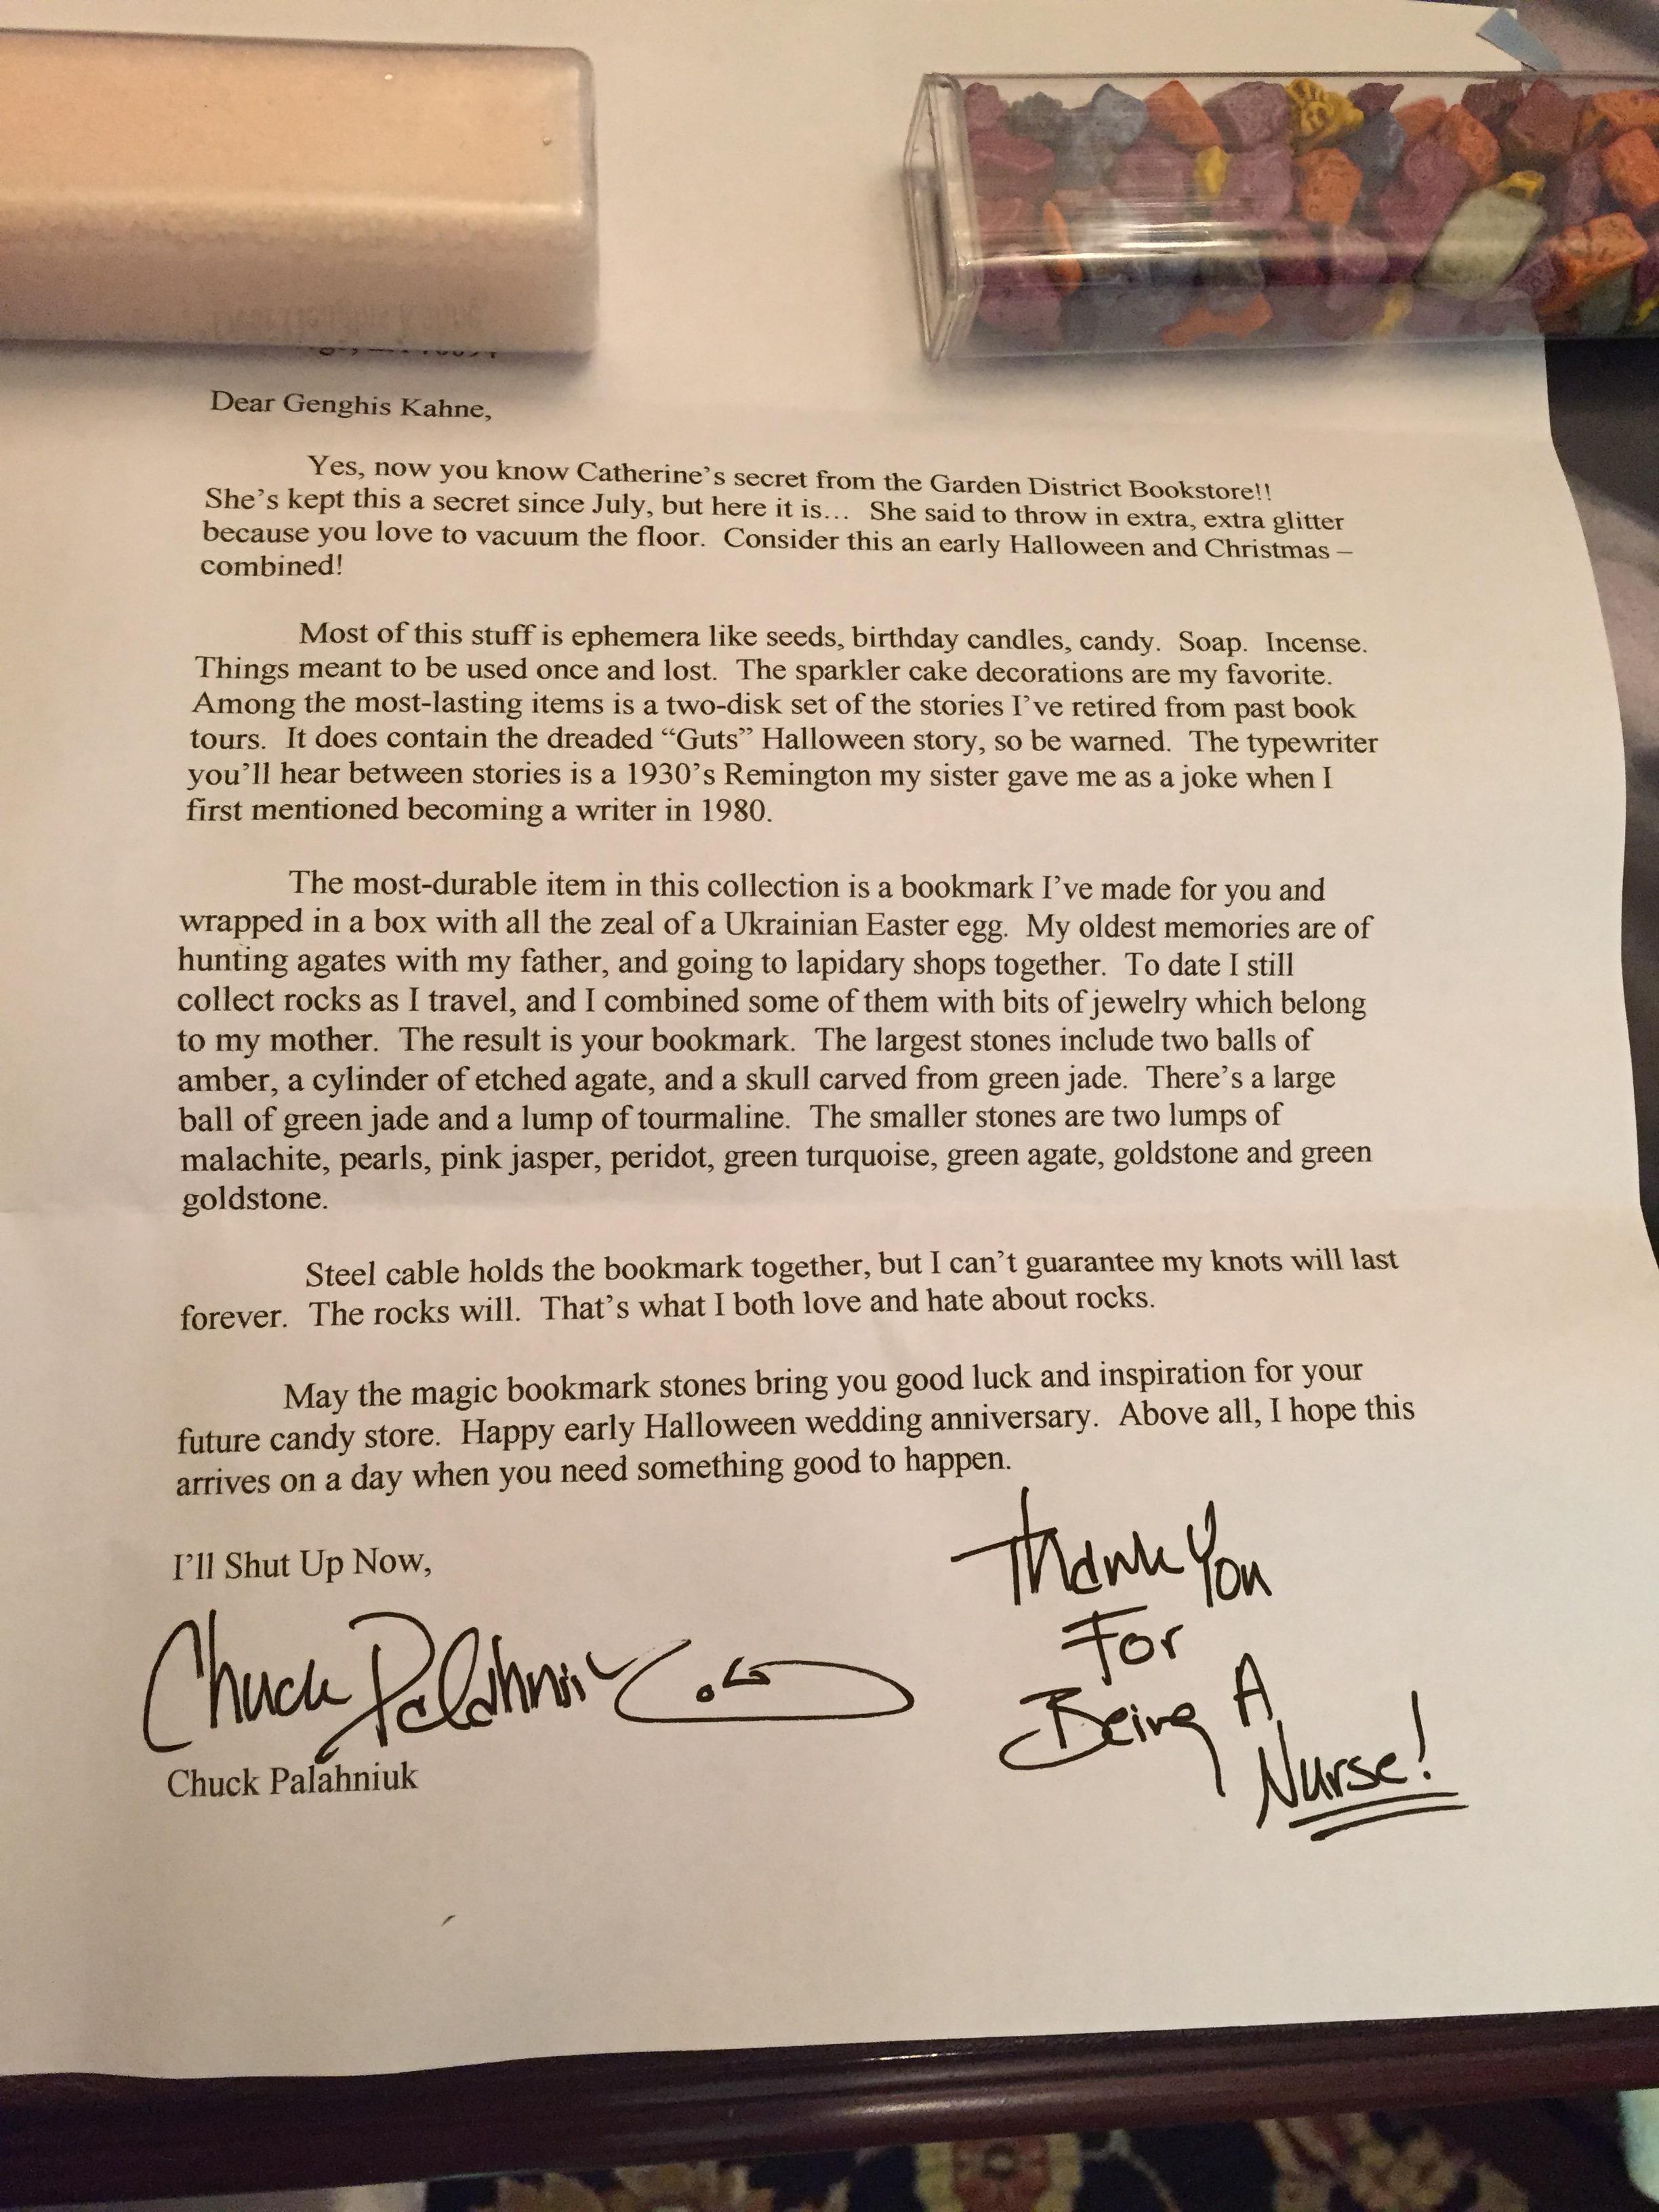 Dear Genghis Kahne,
Yes, now you know Catherine's secret from the Garden District Bookstore!!
She's kept this a secret since July, but here it is... She said to throw in extra, extra glitter
because you love to vacuum the floor. Consider this an early Halloween and Christmas –
combined!
Most of this stuff is ephemera like seeds, birthday candles, candy. Soap. Incense.
Things meant to be used once and lost. The sparkler cake decorations are my favorite.
Among the most-lasting items is a two-disk set of the stories I've retired from past book
tours. It does contain the dreaded “Guts” Halloween story, so be warned. The typewriter
you'll hear between stories is a 1930's Remington my sister gave me as a joke when I
first mentioned becoming a writer in 1980.
The most-durable item in this collection is a bookmark I've made for you and
wrapped in a box with all the zeal of a Ukrainian Easter egg. My oldest memories are of
hunting agates with my father, and going to lapidary shops together. To date I still
collect rocks as I travel, and I combined some of them with bits of jewelry which belong
to my mother. The result is your bookmark. The largest stones include two balls of
amber, a cylinder of etched agate, and a skull carved from green jade. There's a large
ball of green jade and a lump of tourmaline. The smaller stones are two lumps of
malachite, pearls, pink jasper, peridot, green turquoise, green agate, goldstone and green
goldstone.
Steel cable holds the bookmark together, but I can't guarantee my knots will last
forever. The rocks will. That's what I both love and hate about rocks.
May the magic bookmark stones bring you good luck and inspiration for your
future candy store. Happy early Halloween wedding anniversary. Above all, I hope this
arrives on a day when you need something good to happen.
I'll Shut Up Now,
Chuck Palahniuk
Chuck Palahniuk
Thank You
For
Being A
Nurse!